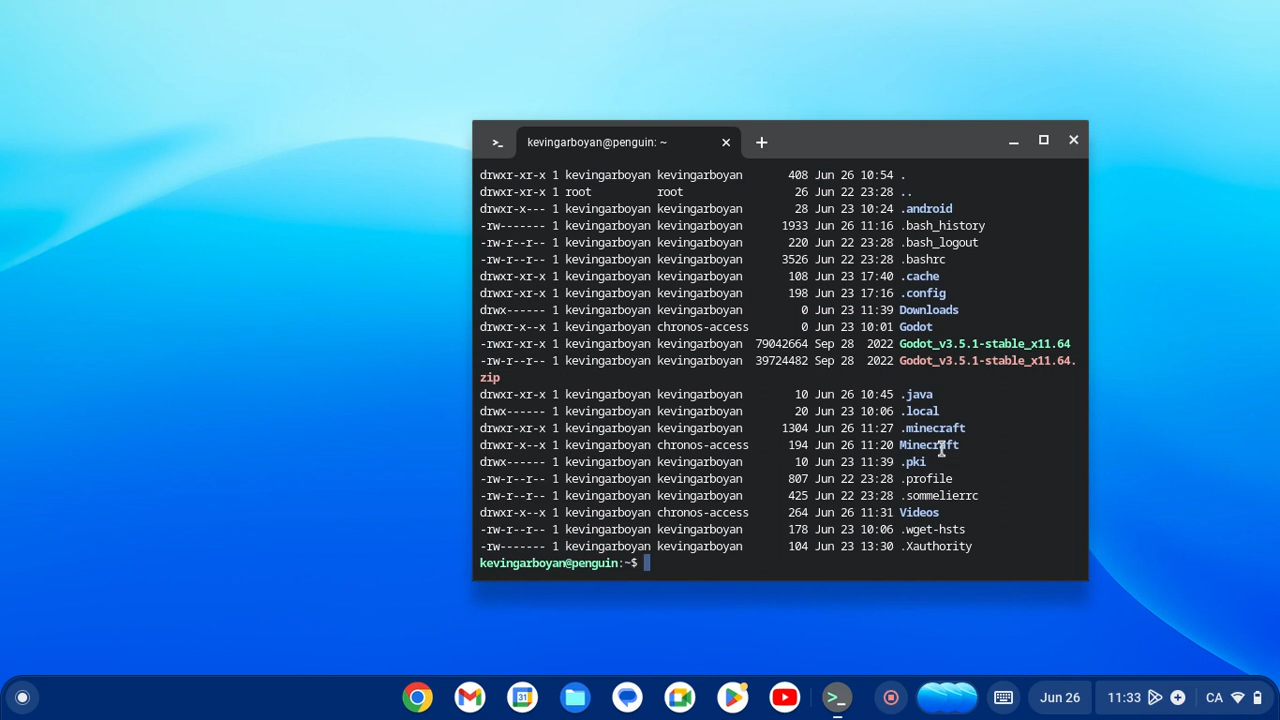 kevingarboyan@penguin: ~
drwxr-xr-x 1 kevingarboyan kevingarboyan 408 Jun 26 10:54 .
drwxr-xr-x 1 root root 26 Jun 22 23:28 ..
drwxr-x--- 1 kevingarboyan kevingarboyan 28 Jun 23 10:24 .android
-rw------- 1 kevingarboyan kevingarboyan 1933 Jun 26 11:16 .bash_history
-rw-r--r-- 1 kevingarboyan kevingarboyan 220 Jun 22 23:28 .bash_logout
-rw-r--r-- 1 kevingarboyan kevingarboyan 3526 Jun 22 23:28 .bashrc
drwxr-xr-x 1 kevingarboyan kevingarboyan 108 Jun 23 17:40 .cache
drwxr-xr-x 1 kevingarboyan kevingarboyan 198 Jun 23 17:16 .config
drwx------ 1 kevingarboyan kevingarboyan 0 Jun 23 11:39 Downloads
drwxr-x--x 1 kevingarboyan chronos-access 0 Jun 23 10:01 Godot
-rwxr-xr-x 1 kevingarboyan kevingarboyan 79042664 Sep 28 2022 Godot_v3.5.1-stable_x11.64
-rw-r--r-- 1 kevingarboyan kevingarboyan 39724482 Sep 28 2022 Godot_v3.5.1-stable_x11.64.
zip
drwxr-xr-x 1 kevingarboyan kevingarboyan 10 Jun 26 10:45 .java
drwx------ 1 kevingarboyan kevingarboyan 20 Jun 23 10:06 .local
drwxr-xr-x 1 kevingarboyan kevingarboyan 1304 Jun 26 11:27 .minecraft
drwxr-x--x 1 kevingarboyan chronos-access 194 Jun 26 11:20 Minecraft
drwx------ 1 kevingarboyan kevingarboyan 10 Jun 23 11:39 .pki
-rw-r--r-- 1 kevingarboyan kevingarboyan 807 Jun 22 23:28 .profile
-rw-r--r-- 1 kevingarboyan kevingarboyan 425 Jun 22 23:28 .sommelierrc
drwxr-x--x 1 kevingarboyan chronos-access 264 Jun 26 11:31 Videos
-rw-r--r-- 1 kevingarboyan kevingarboyan 178 Jun 23 10:06 .wget-hsts
-rw------- 1 kevingarboyan kevingarboyan 104 Jun 23 13:30 .Xauthority
kevingarboyan@penguin:~$
31
Jun 26
11:33
CA